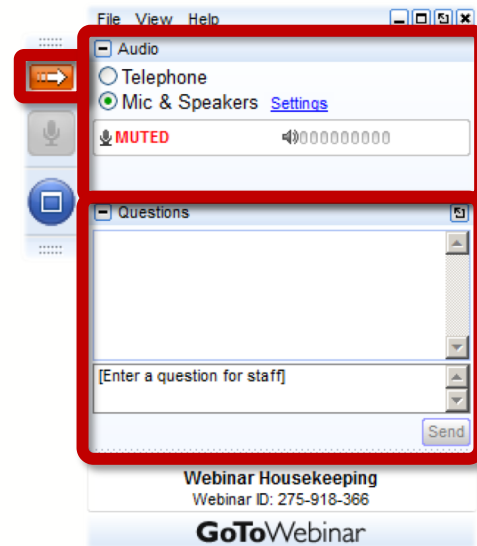 File View Help
Audio
Telephone
Mic & Speakers Settings
MUTED 000000000
Questions
[Enter a question for staff]
Send
Webinar Housekeeping
Webinar ID: 275-918-366
GoToWebinar